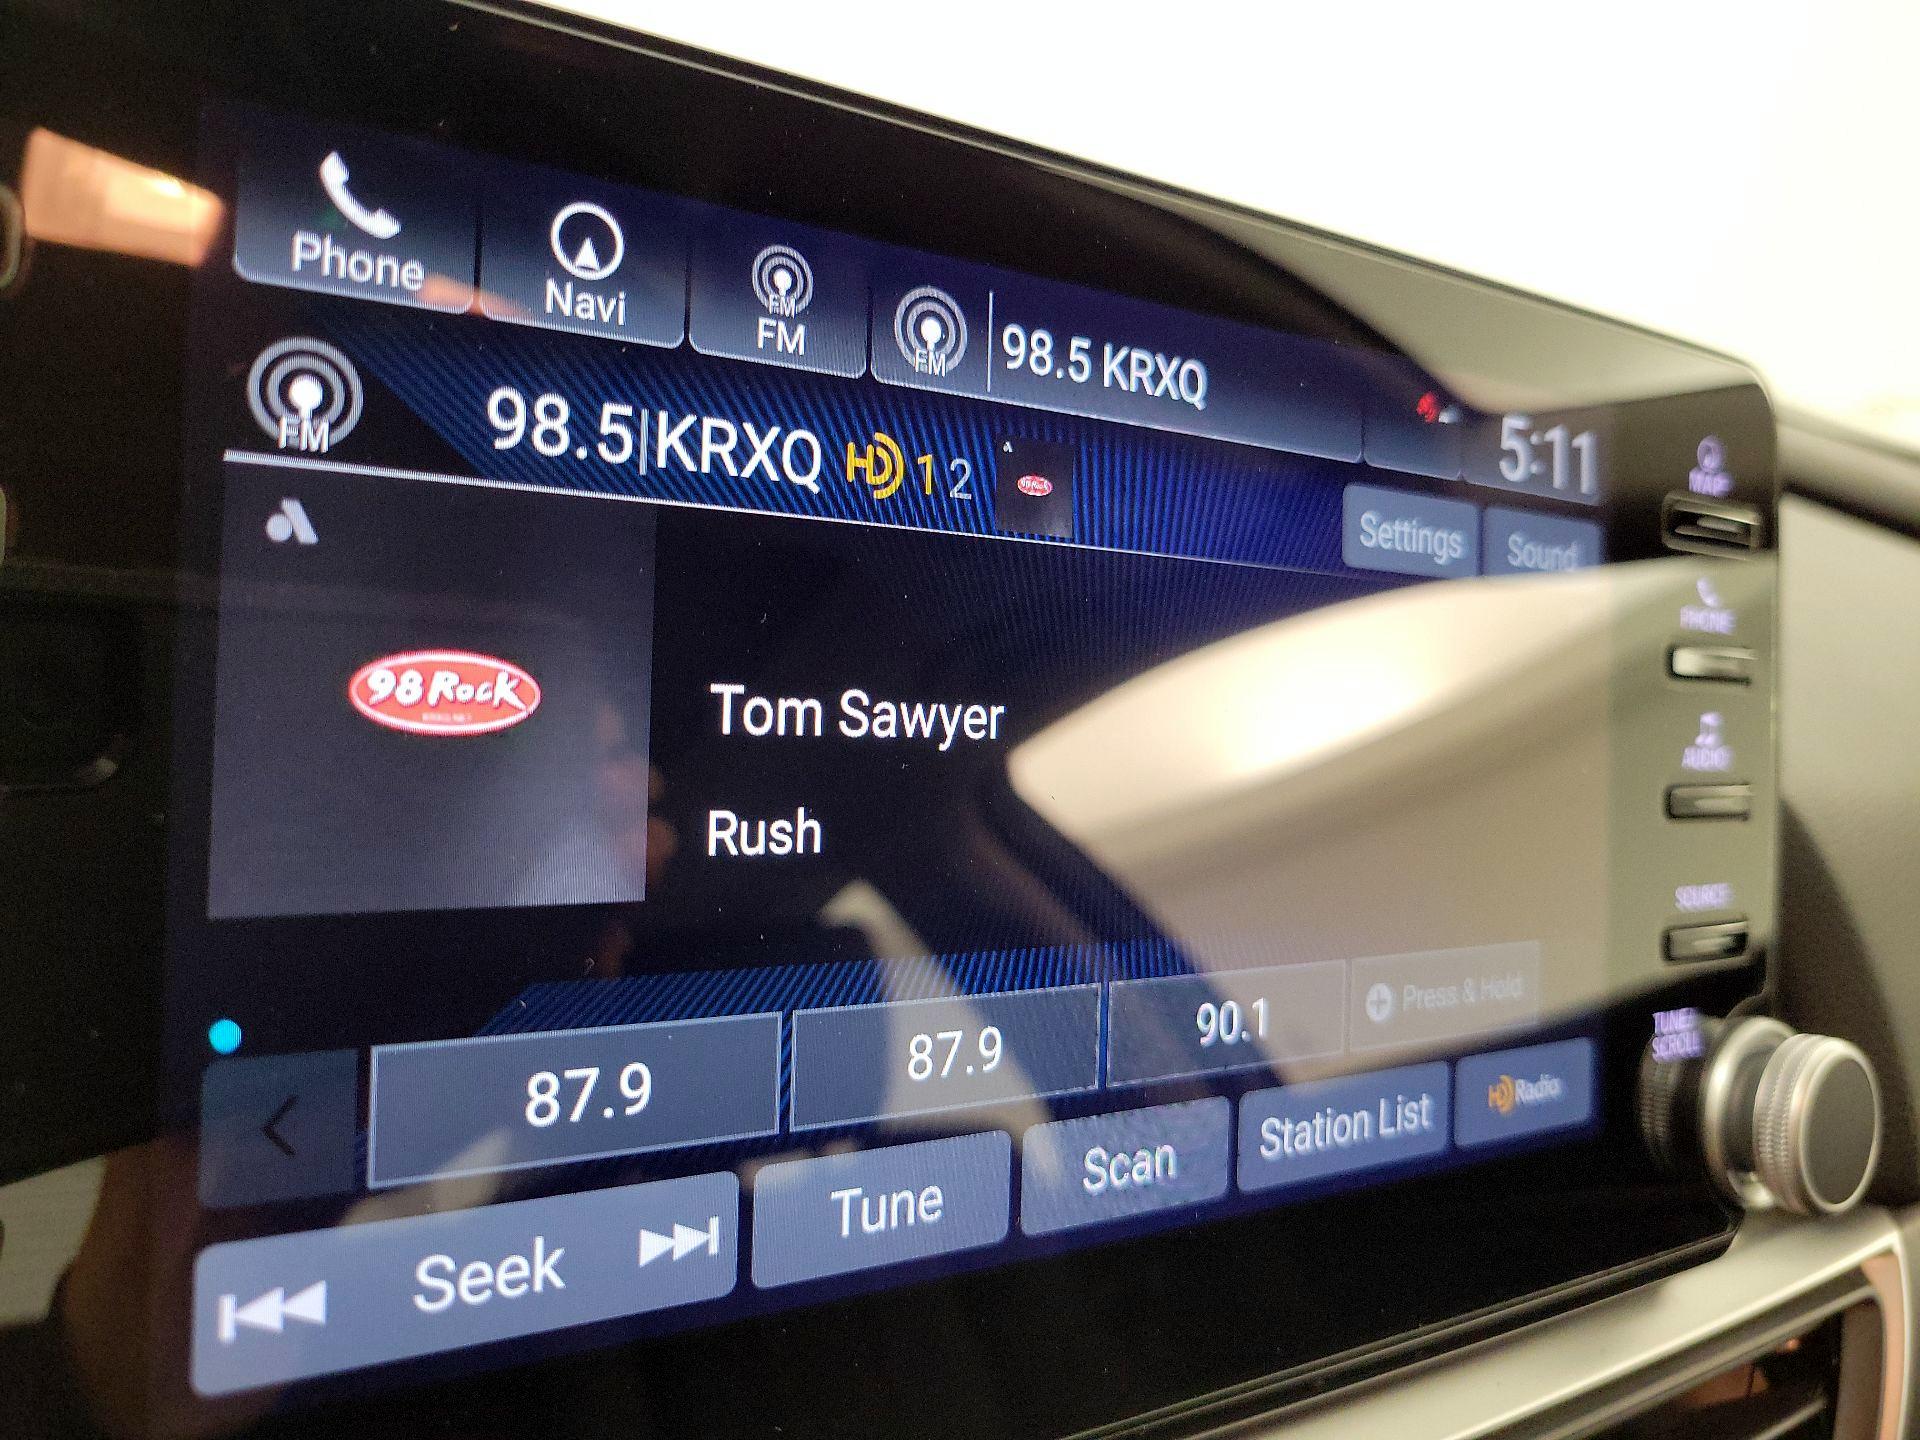 Phone
Navi
FM
FM
FM
98.5 KRXQ
5:11
FM
98.5|KRXQ HD 1 2
98 Rock
Settings
Sound
98 Rock
Tom Sawyer
Rush
87.9
87.9
90.1
Press & Hold
Seek
Tune
Scan
Station List
HD Radio
MAP
PHONE
AUDIO
SOURCE
TUNE/
SCROLL